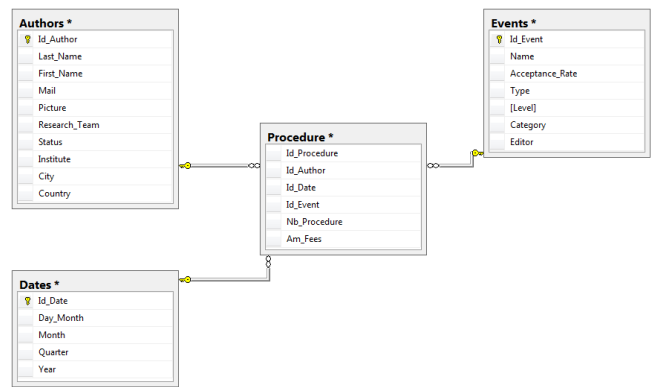 Authors *
Id_Author
Last_Name
First_Name
Mail
Picture
Research_Team
Status
Institute
City
Country
Events *
Id_Event
Name
Acceptance_Rate
Type
[Level]
Category
Editor
Procedure *
Id_Procedure
Id_Author
Id_Date
Id_Event
Nb_Procedure
Am_Fees
Dates *
Id_Date
Day_Month
Month
Quarter
Year